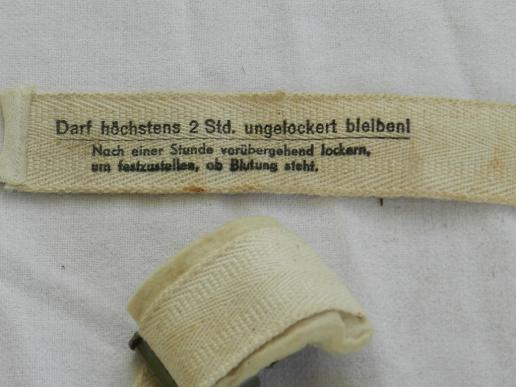 Darf höchstens 2 Std. ungelockert bleiben!
Nach einer Stunde vorübergehend lockern,
um festzustellen, ob Blutung steht.